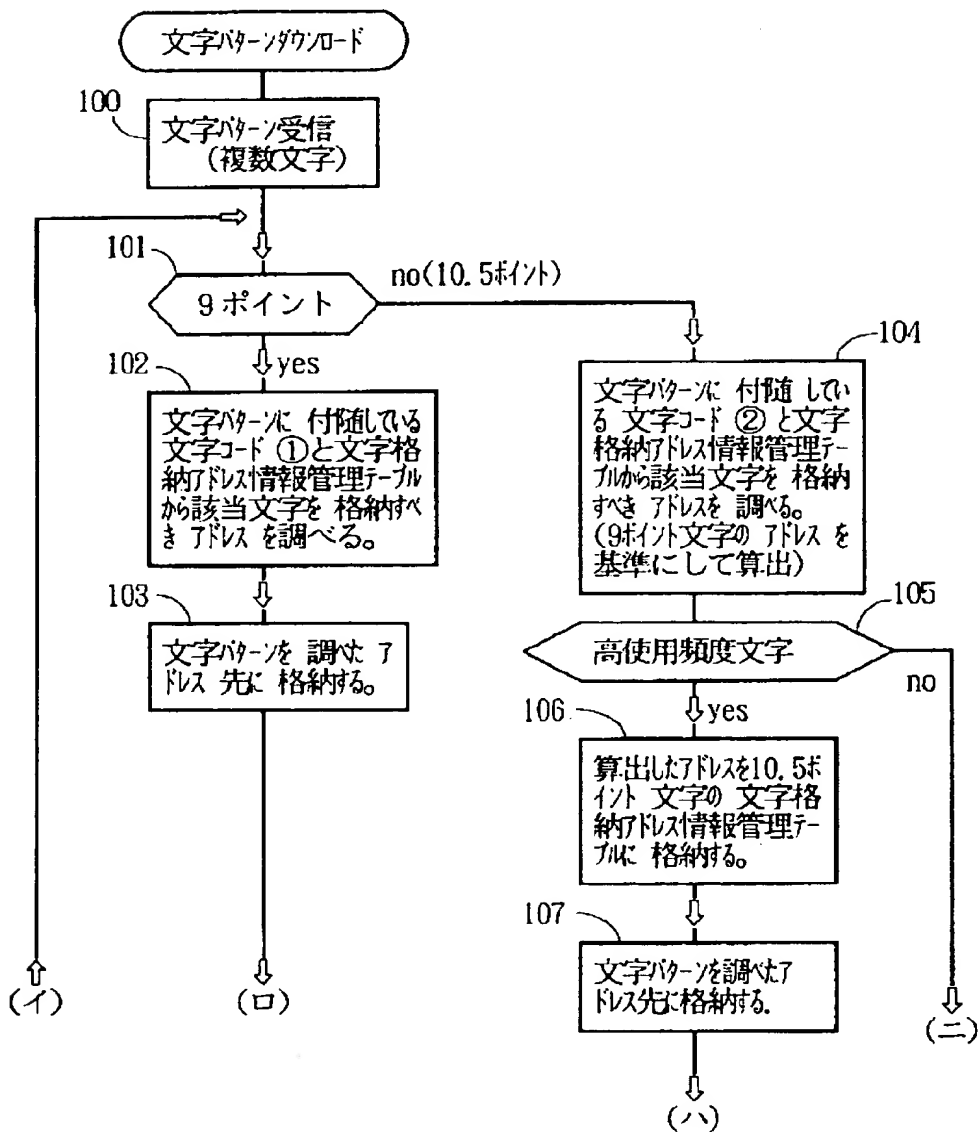 文字パターンダウンロード
100
文字パターン受信
(複数文字)
101
9ポイント
no(10.5ポイント)
102
yes
文字パターンに 付随している
文字コード ①と文字格
納アドレス情報管理テーブル
から該当文字を 格納すべ
き アドレス を調べる。
103
文字パターンを 調べた ア
ドレス 先に 格納する。
104
文字パターンに 付随 してい
る 文字コード ② と文字
格納アドレス情報管理テー
ブルから該当文字を 格納
すべき アドレスを 調べる。
(9ポイント文字の アドレス を
基準にして算出)
105
高使用頻度文字
no
106
yes
算出したアドレスを10.5ポ
イント 文字の 文字格
納アドレス情報管理テー
ブルに 格納する。
107
文字パターンを調べたア
ドレス先に格納する.
(イ)
(ロ)
(ニ)
(ハ)